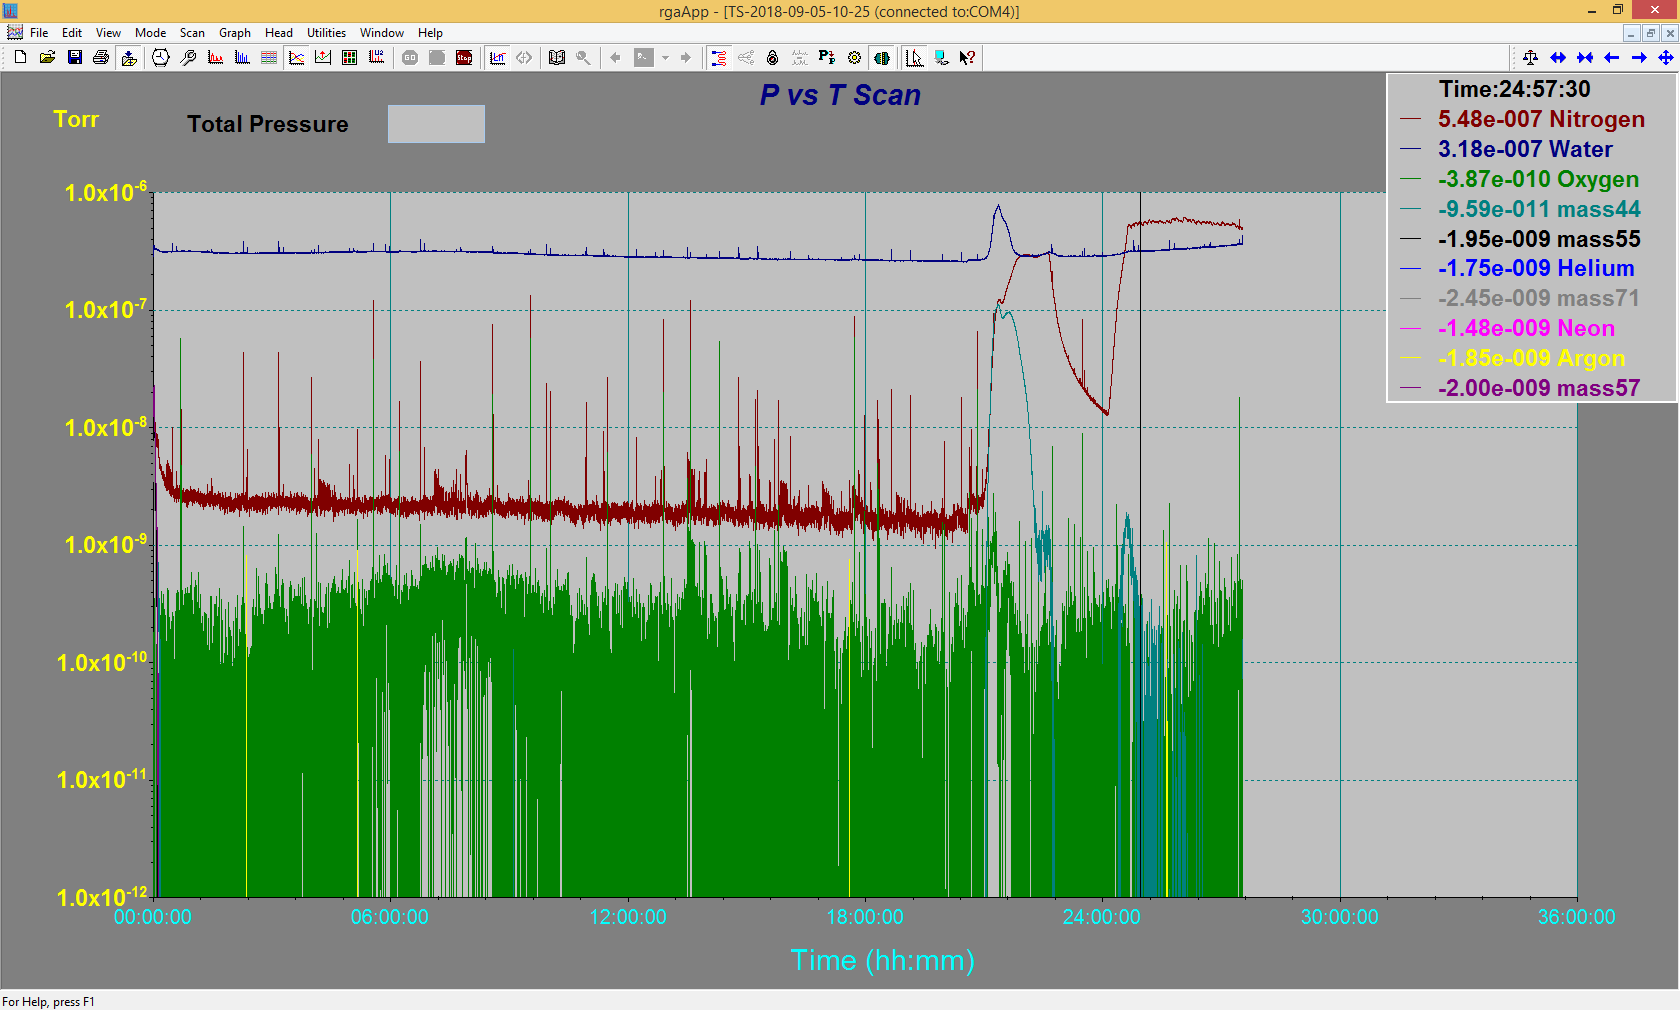 rgaApp - [TS-2018-09-05-10-25 (connected to:COM4)]
File Edit View Mode Scan Graph Head Utilities Window Help
GO Stop
P vs T Scan
Torr
Total Pressure
Time:24:57:30
5.48e-007 Nitrogen
3.18e-007 Water
-3.87e-010 Oxygen
-9.59e-011 mass44
-1.95e-009 mass55
-1.75e-009 Helium
-2.45e-009 mass71
-1.48e-009 Neon
-1.85e-009 Argon
-2.00e-009 mass57
1.0x10-6
1.0x10-7
1.0x10-8
1.0x10-9
1.0x10-10
1.0x10-11
1.0x10-12
00:00:00 06:00:00 12:00:00 18:00:00 24:00:00 30:00:00 36:00:00
Time (hh:mm)
For Help, press F1